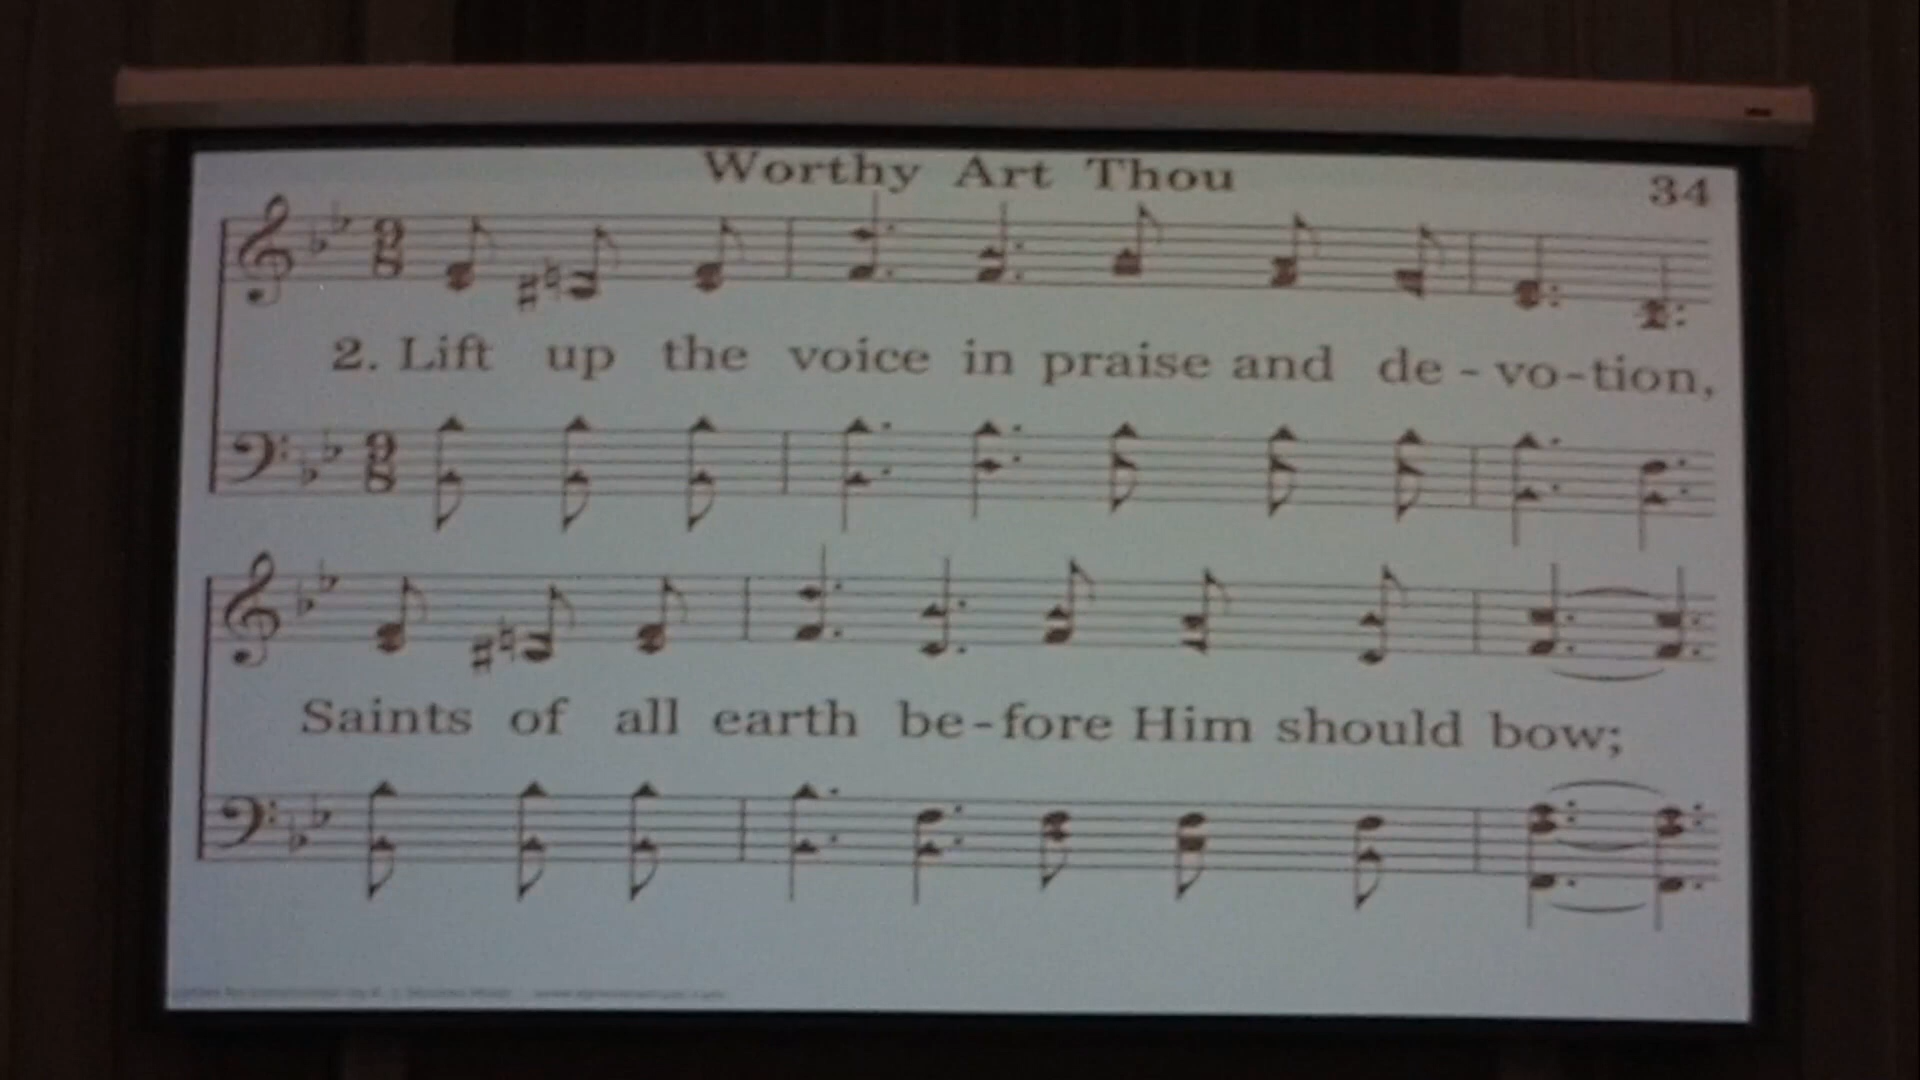 Worthy Art Thou
34
2. Lift up the voice in praise and de-vo-tion,
Saints of all earth be-fore Him should bow;